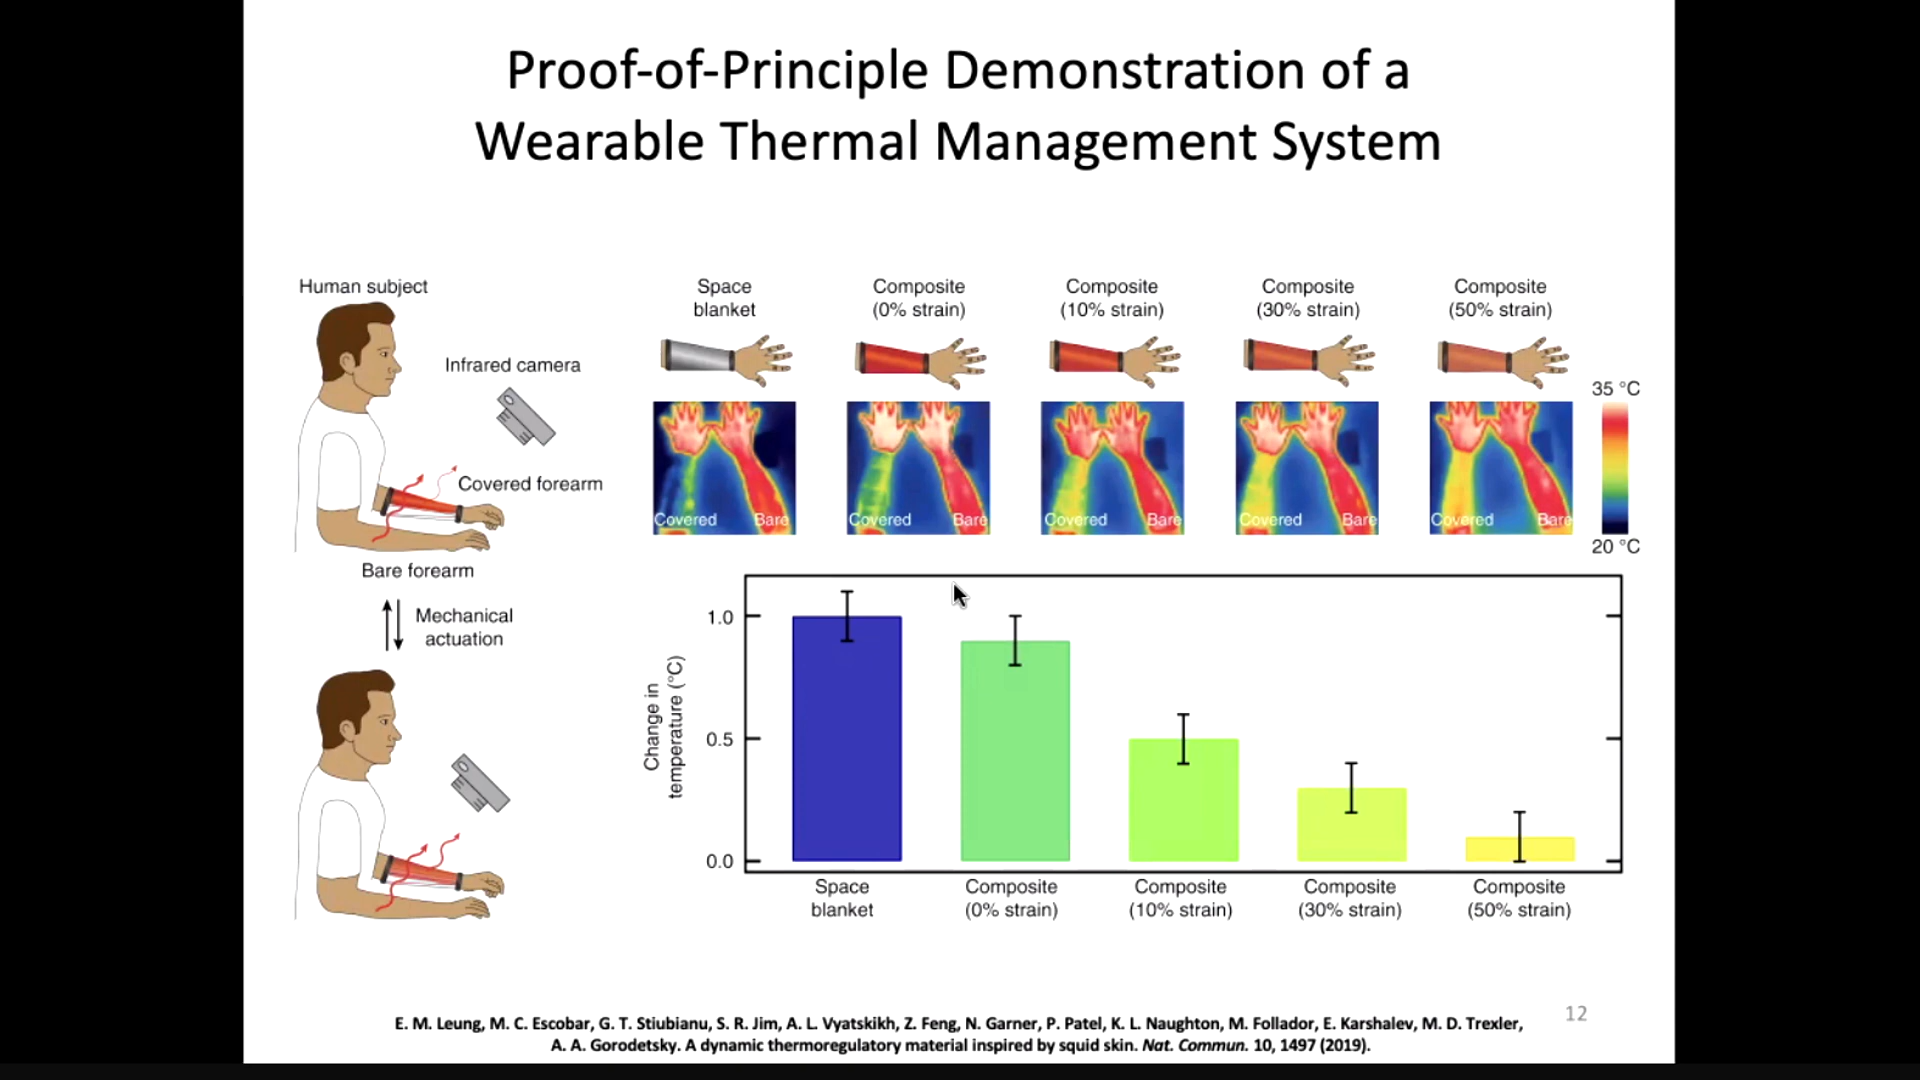 Proof-of-Principle Demonstration of a
Wearable Thermal Management System
Human subject
Infrared camera
Covered forearm
Bare forearm
Mechanical
actuation
Space
blanket
Composite
(0% strain)
Composite
(10% strain)
Composite
(30% strain)
Composite
(50% strain)
Covered Bare
Covered Bare
Covered Bare
Covered Bare
Covered Bare
35 °C
20 °C
Change in
temperature (°C)
1.0
0.5
0.0
Space
blanket
Composite
(0% strain)
Composite
(10% strain)
Composite
(30% strain)
Composite
(50% strain)
E. M. Leung, M. C. Escobar, G. T. Stiubianu, S. R. Jim, A. L. Vyatskikh, Z. Feng, N. Garner, P. Patel, K. L. Naughton, M. Follador, E. Karshalev, M. D. Trexler,
A. A. Gorodetsky. A dynamic thermoregulatory material inspired by squid skin. Nat. Commun. 10, 1497 (2019).
12